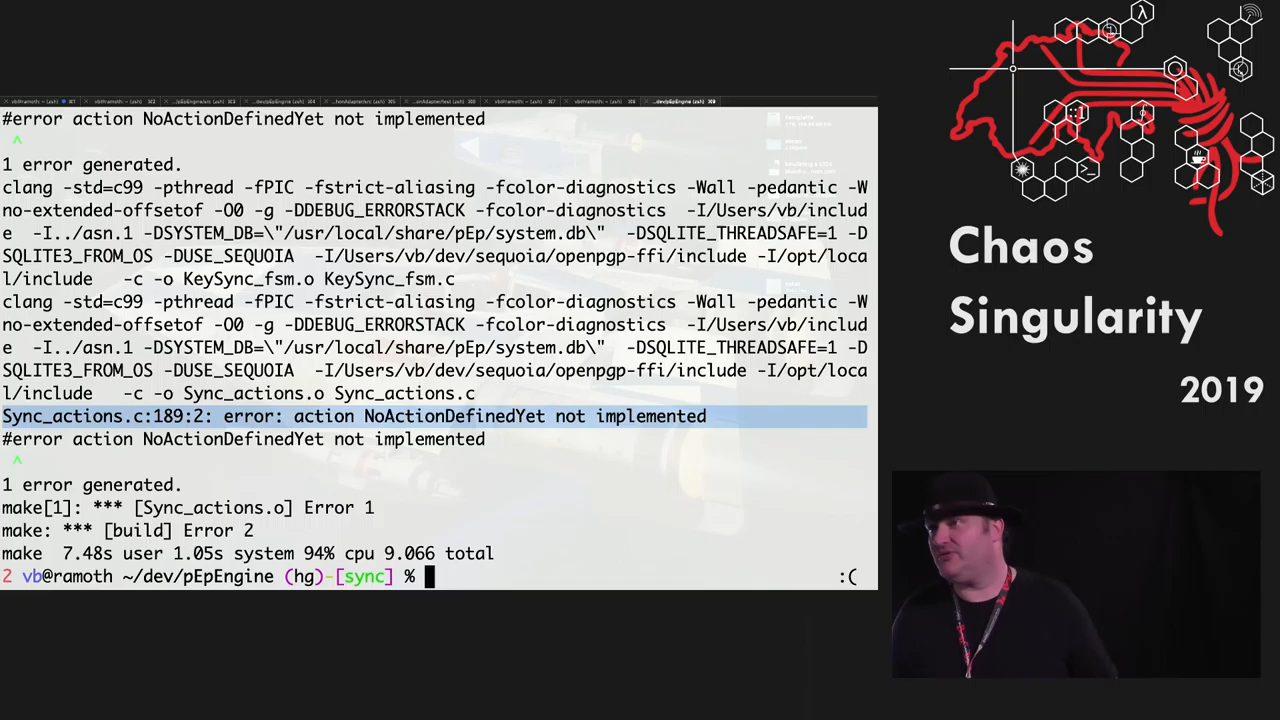 #error action NoActionDefinedYet not implemented
^
1 error generated.
clang -std=c99 -pthread -fPIC -fstrict-aliasing -fcolor-diagnostics -Wall -pedantic -W
no-extended-offsetof -O0 -g -DDEBUG_ERRORSTACK -fcolor-diagnostics  -I/Users/vb/includ
e -I../asn.1 -DSYSTEM_DB=\"/usr/local/share/pEp/system.db\"  -DSQLITE_THREADSAFE=1 -D
SQLITE3_FROM_OS -DUSE_SEQUOIA  -I/Users/vb/dev/sequoia/openpgp-ffi/include -I/opt/loca
l/include   -c -o KeySync_fsm.o KeySync_fsm.c
clang -std=c99 -pthread -fPIC -fstrict-aliasing -fcolor-diagnostics -Wall -pedantic -W
no-extended-offsetof -O0 -g -DDEBUG_ERRORSTACK -fcolor-diagnostics  -I/Users/vb/includ
e -I../asn.1 -DSYSTEM_DB=\"/usr/local/share/pEp/system.db\"  -DSQLITE_THREADSAFE=1 -D
SQLITE3_FROM_OS -DUSE_SEQUOIA  -I/Users/vb/dev/sequoia/openpgp-ffi/include -I/opt/loca
l/include   -c -o Sync_actions.o Sync_actions.c
Sync_actions.c:189:2: error: action NoActionDefinedYet not implemented
#error action NoActionDefinedYet not implemented
^
1 error generated.
make[1]: *** [Sync_actions.o] Error 1
make: *** [build] Error 2
make  7.48s user 1.05s system 94% cpu 9.066 total
2 vb@ramoth ~/dev/pEpEngine (hg)-[sync] % :(
Chaos
Singularity
2019